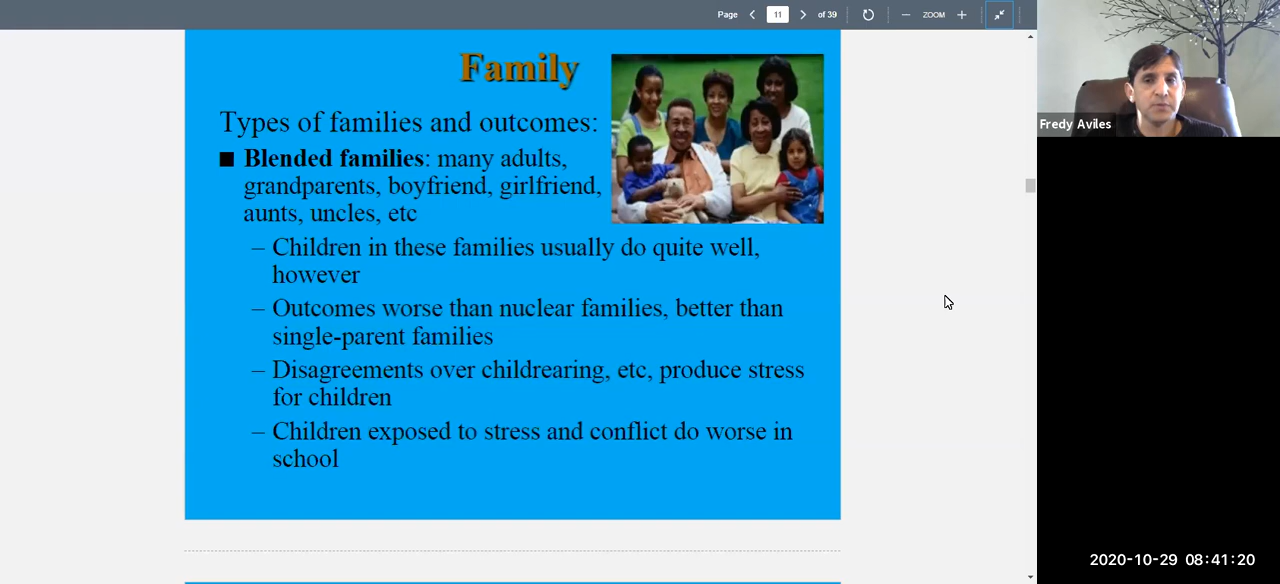 Page 11 of 39 ZOOM
Family
Types of families and outcomes:
Blended families: many adults,
grandparents, boyfriend, girlfriend,
aunts, uncles, etc
– Children in these families usually do quite well,
however
– Outcomes worse than nuclear families, better than
single-parent families
– Disagreements over childrearing, etc, produce stress
for children
– Children exposed to stress and conflict do worse in
school
Fredy Aviles
2020-10-29 08:41:20